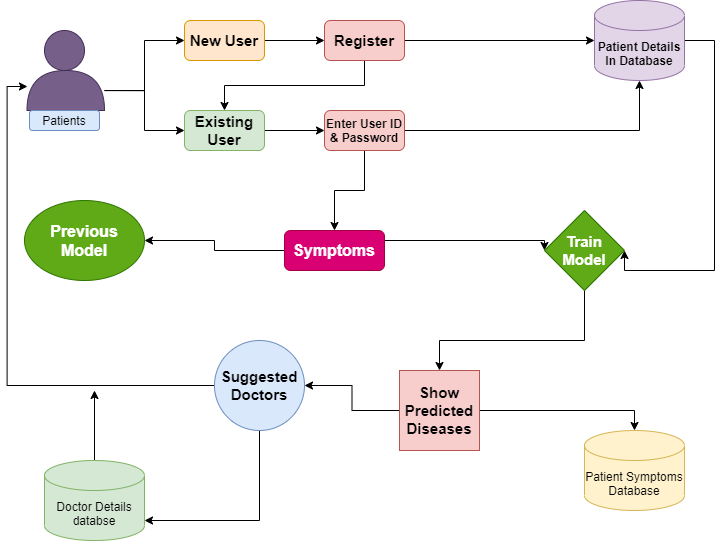 New User
Register
Patient Details
In Database
Patients
Existing
User
Enter User ID
& Password
Previous
Model
Symptoms
Train
Model
Suggested
Doctors
Show
Predicted
Diseases
Patient Symptoms
Database
Doctor Details
databse